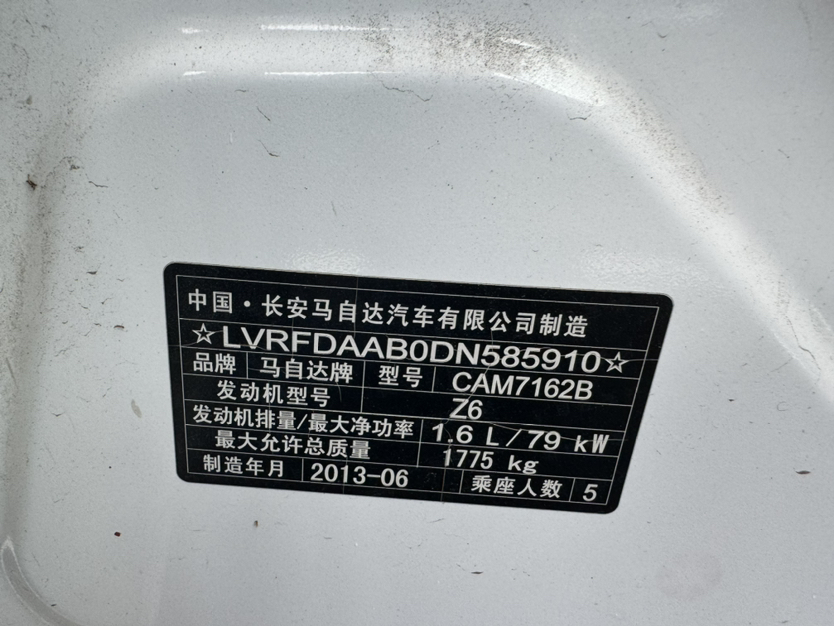 中国·长安马自达汽车有限公司制造
☆LVRFDAAB0DN585910☆
品牌 马自达牌 型号 CAM7162B
发动机型号 Z6
发动机排量/最大净功率 1.6 L/79 kW
最大允许总质量 1775 kg
制造年月 2013-06 乘座人数 5